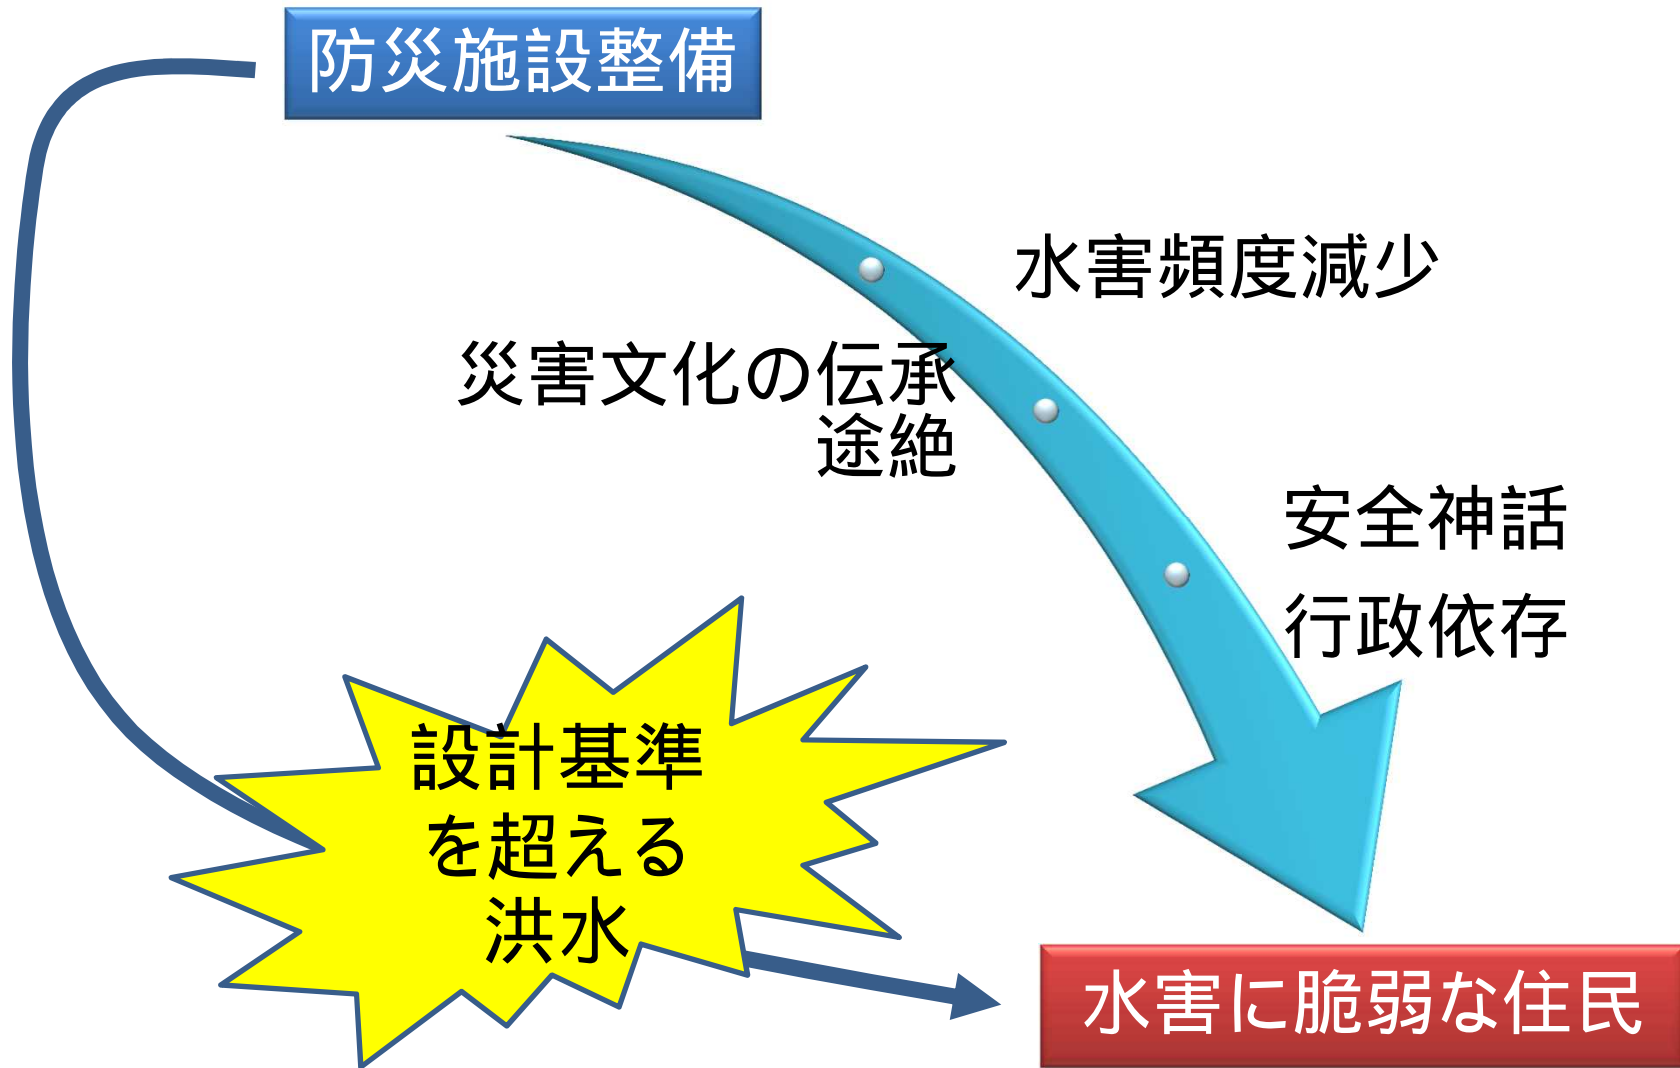 防災施設整備
水害頻度減少
災害文化の伝承
途絶
安全神話
行政依存
設計基準
を超える
洪水
水害に脆弱な住民